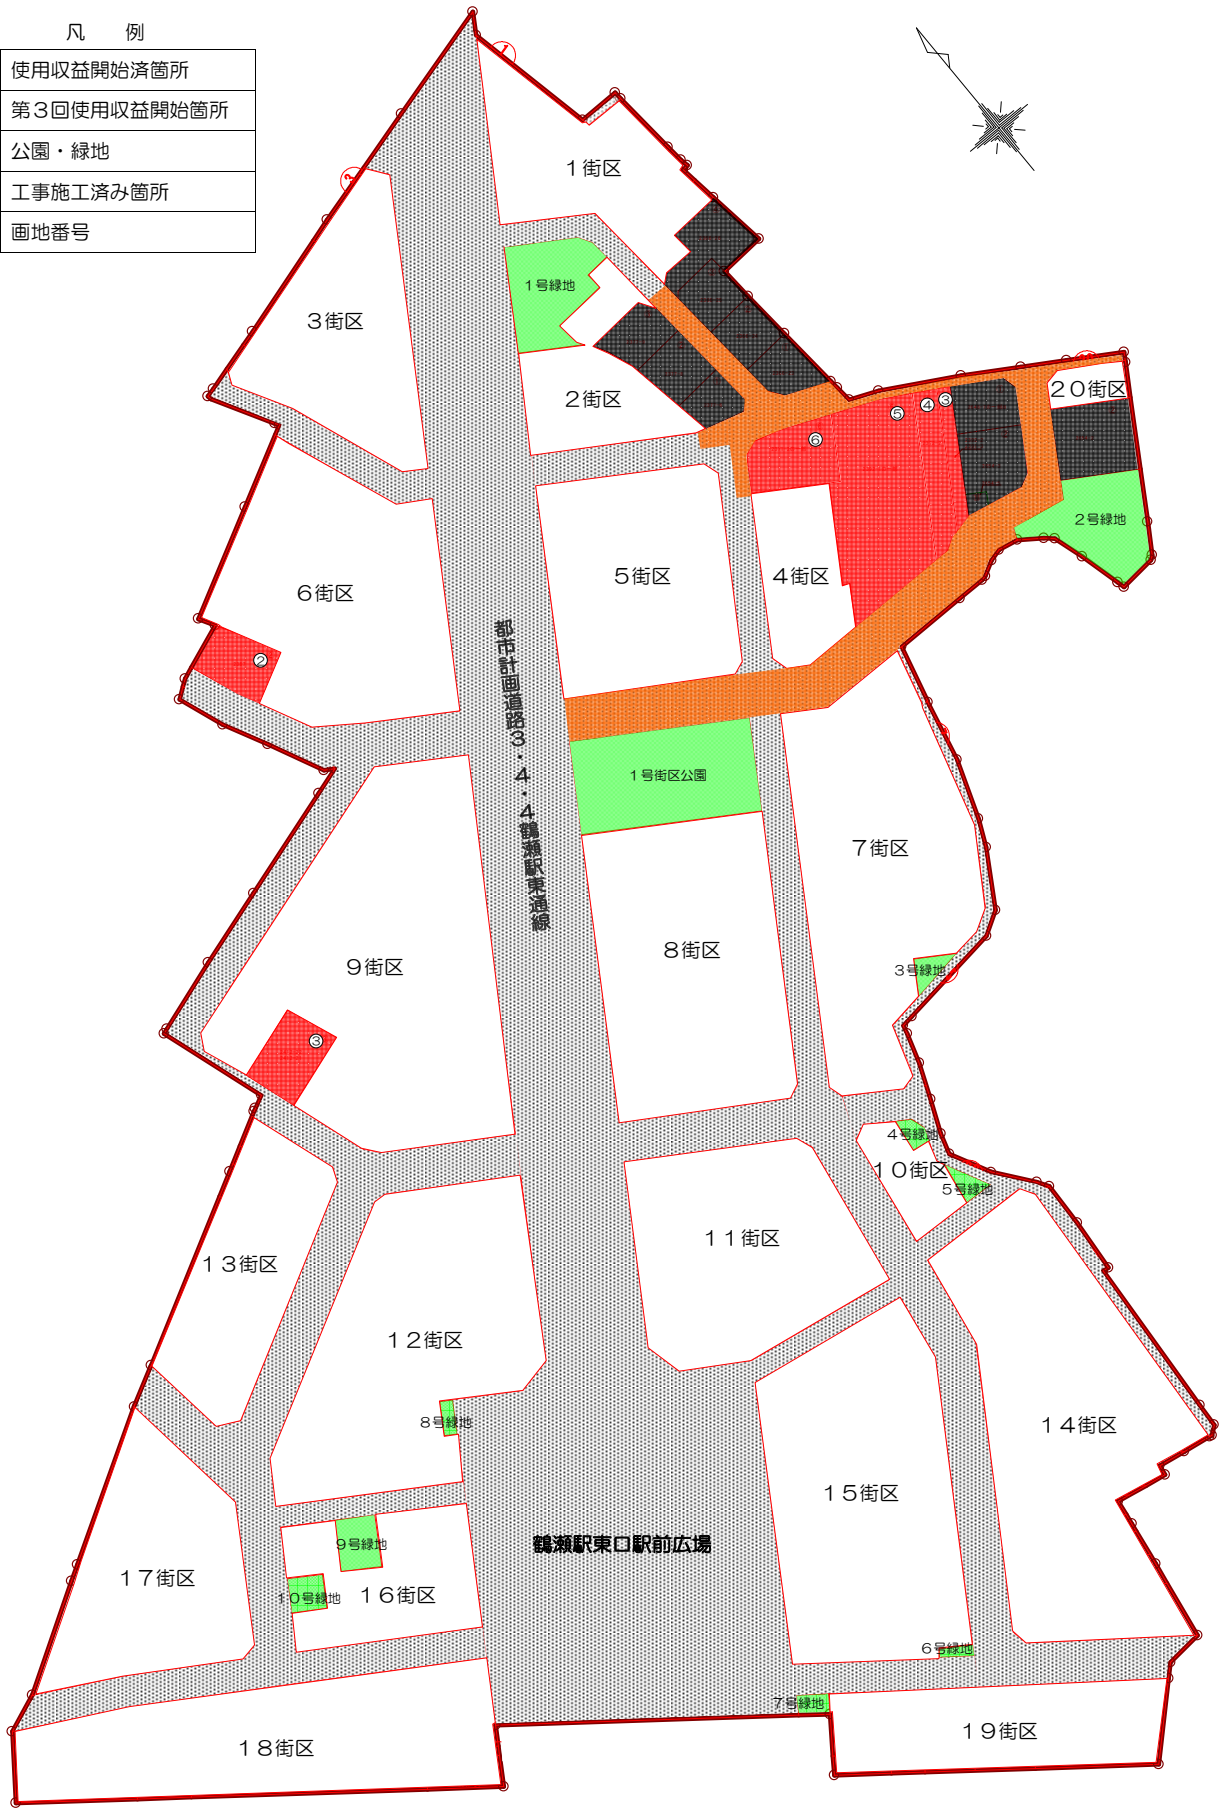 凡　例
使用収益開始済箇所
第３回使用収益開始箇所
公園・緑地
工事施工済み箇所
画地番号
１街区
１号緑地
３街区
２街区
２０街区
③
④
⑤
⑥
２号緑地
５街区
４街区
６街区
②
都市計画道路３・４・４鶴瀬駅東通線
１号街区公園
７街区
８街区
９街区
３号緑地
③
４号緑地
１０街区
５号緑地
１１街区
１３街区
１２街区
８号緑地
１４街区
１５街区
鶴瀬駅東口駅前広場
９号緑地
１７街区
１０号緑地
１６街区
６号緑地
７号緑地
１９街区
１８街区